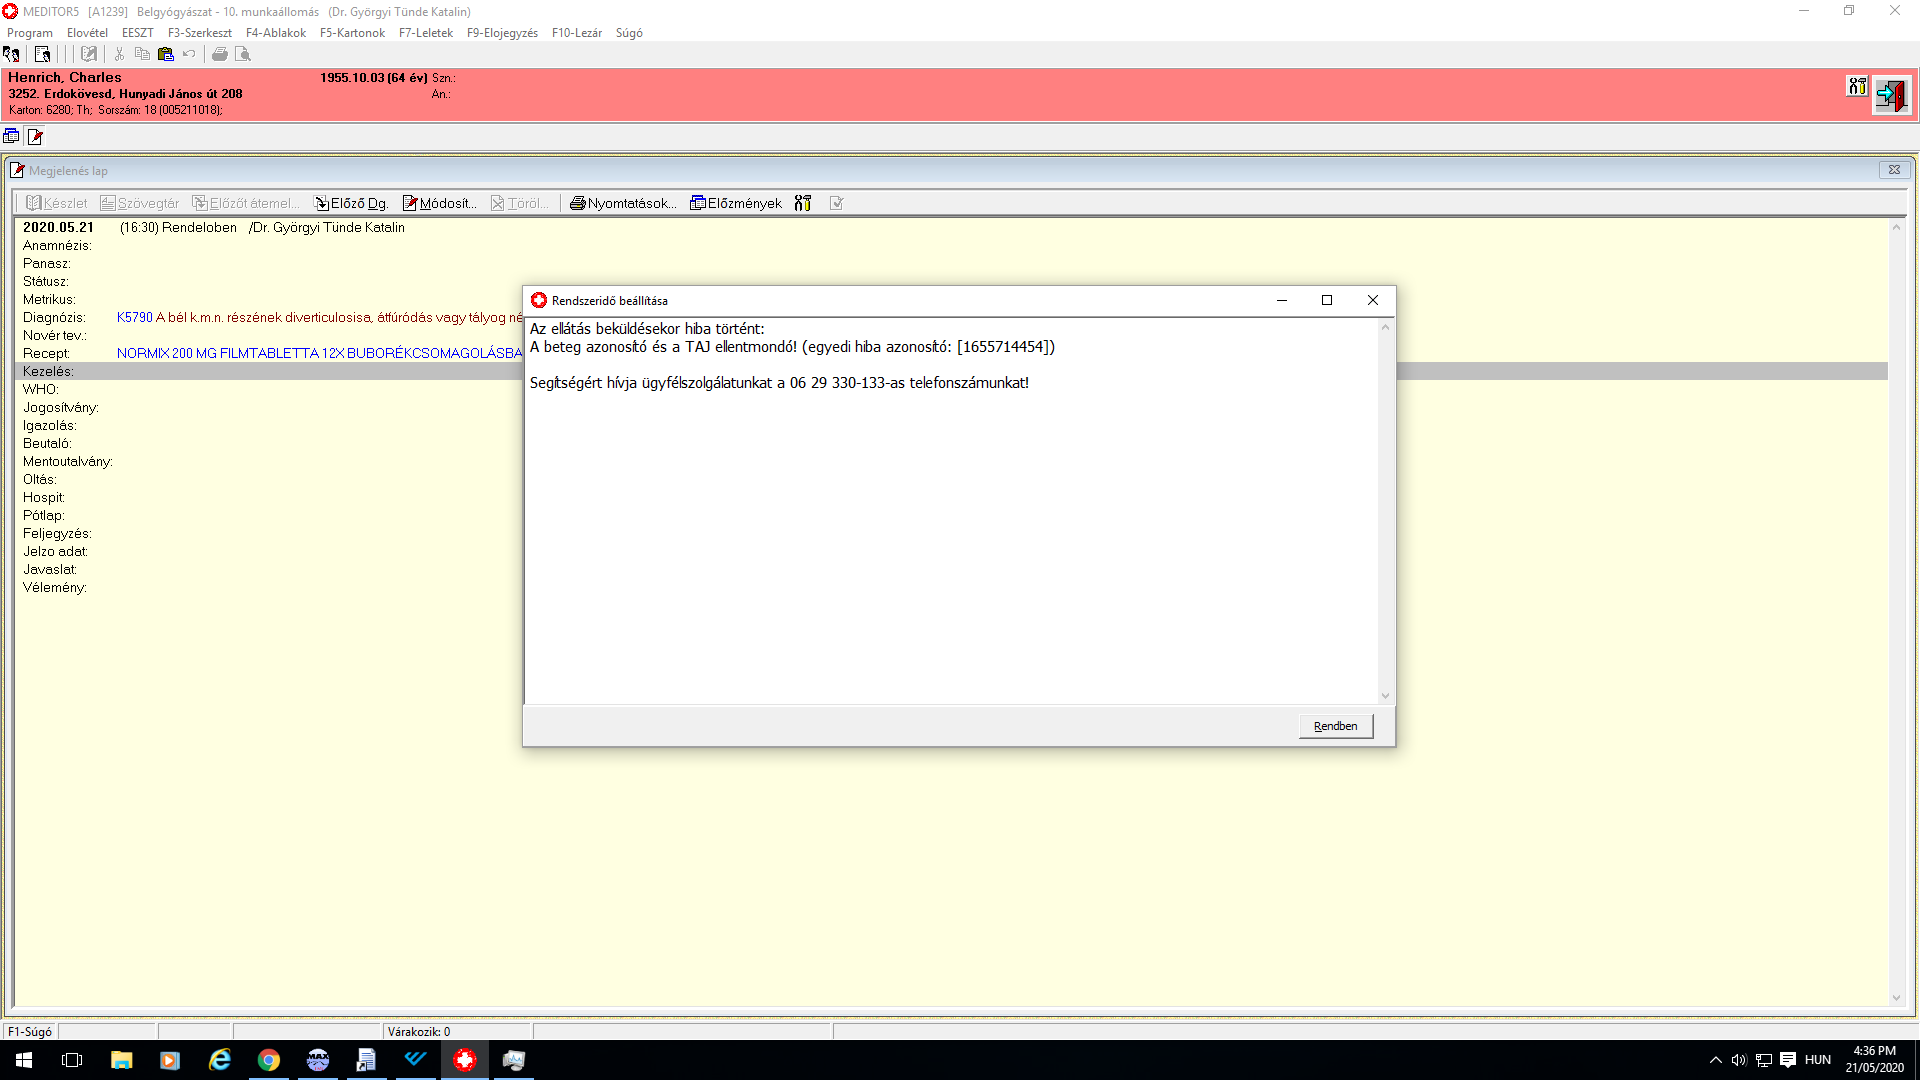 MEDITOR5 [A1239] Belgyógyászat - 10. munkaállomás (Dr. Györgyi Tünde Katalin)
Program Elovétel EESZT F3-Szerkeszt F4-Ablakok F5-Kartonok F7-Leletek F9-Elojegyzés F10-Lezár Súgó
Henrich, Charles 1955.10.03 (64 év) Szn.:
3252. Erdokövesd, Hunyadi János út 208 An.:
Karton: 6280; Th; Sorszám: 18 (005211018);
Megjelenés lap
Készlet Szövegtár Előzőt átemel... Előző Dg. Módosít... Töröl... Nyomtatások... Előzmények
2020.05.21 (16:30) Rendeloben /Dr. Györgyi Tünde Katalin
Anamnézis:
Panasz:
Státusz:
Metrikus:
Diagnózis: K5790 A bél k.m.n. részének diverticulosisa, átfúródás vagy tályog né
Novér tev.:
Recept: NORMIX 200 MG FILMTABLETTA 12X BUBORÉKCSOMAGOLÁSBA
Kezelés:
WHO:
Jogosítvány:
Igazolás:
Beutaló:
Mentoutalvány:
Oltás:
Hospit:
Pótlap:
Feljegyzés:
Jelzo adat:
Javaslat:
Vélemény:
Rendszeridő beállítása
Az ellátás beküldésekor hiba történt:
A beteg azonosító és a TAJ ellentmondó! (egyedi hiba azonosító: [1655714454])
Segítségért hívja ügyfélszolgálatunkat a 06 29 330-133-as telefonszámunkat!
Rendben
F1-Súgó Várakozik: 0
MAX
HUN
4:36 PM
21/05/2020